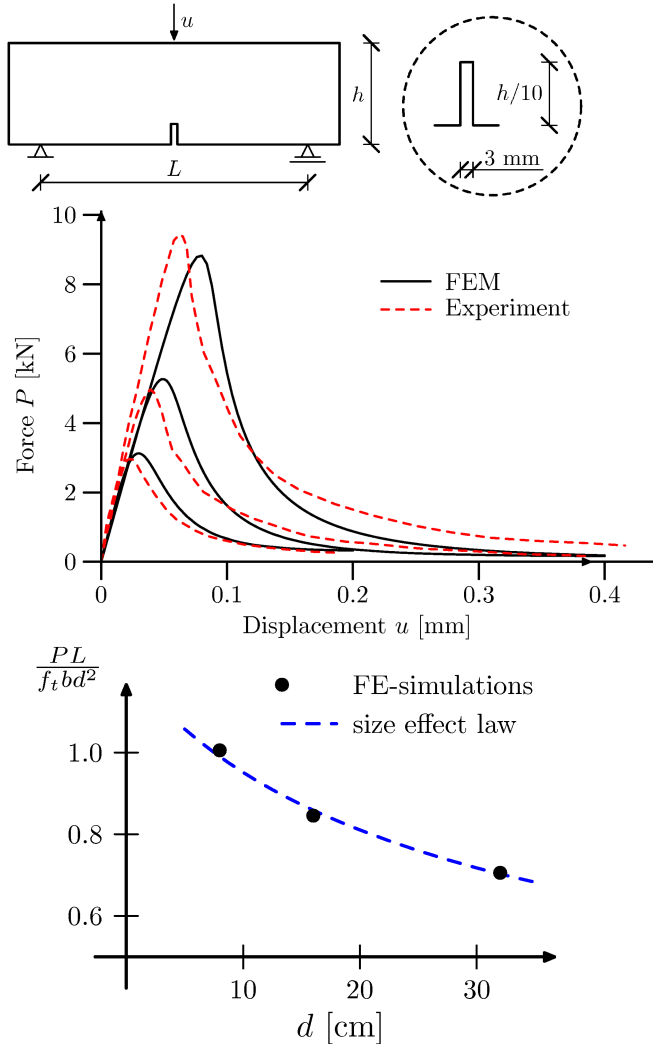 u
h
L
h/10
3 mm
10
8
6
4
2
0
Force P [kN]
FEM
Experiment
0 0.1 0.2 0.3 0.4
Displacement u [mm]
PL
f_t bd²
FE-simulations
size effect law
1.0
0.8
0.6
10 20 30
d [cm]